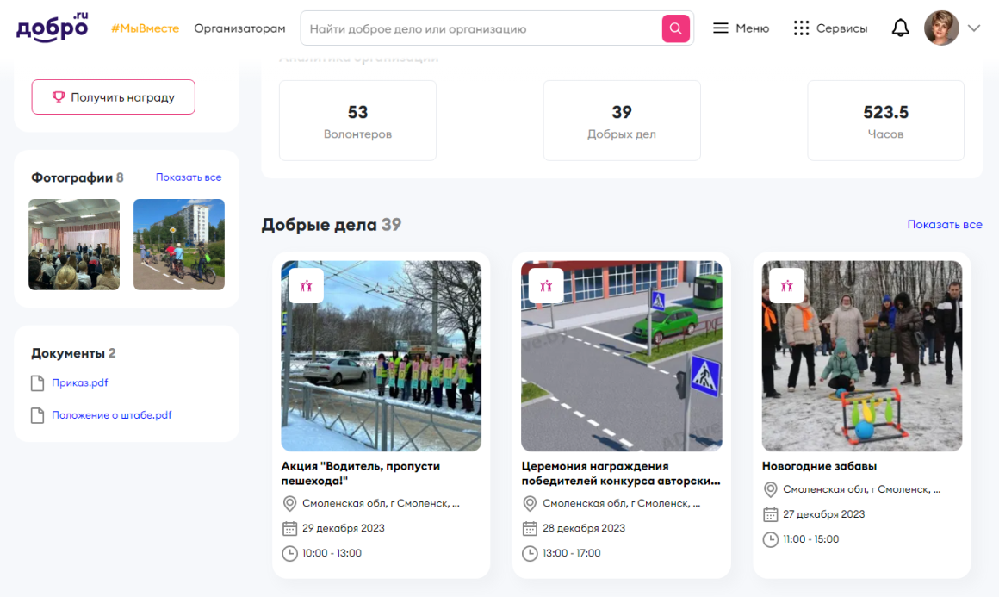 добро.ru
#МыВместе
Организаторам
Найти доброе дело или организацию
Меню
Сервисы
Аналитика организации
Получить награду
53
Волонтеров
39
Добрых дел
523.5
Часов
Фотографии 8
Показать все
Документы 2
Приказ.pdf
Положение о штабе.pdf
Добрые дела 39
Показать все
Акция "Водитель, пропусти
пешехода!"
Смоленская обл, г Смоленск, ...
29 декабря 2023
10:00 - 13:00
Церемония награждения
победителей конкурса авторски...
Смоленская обл, г Смоленск, ...
28 декабря 2023
13:00 - 17:00
Новогодние забавы
Смоленская обл, г Смоленск, ...
27 декабря 2023
11:00 - 15:00